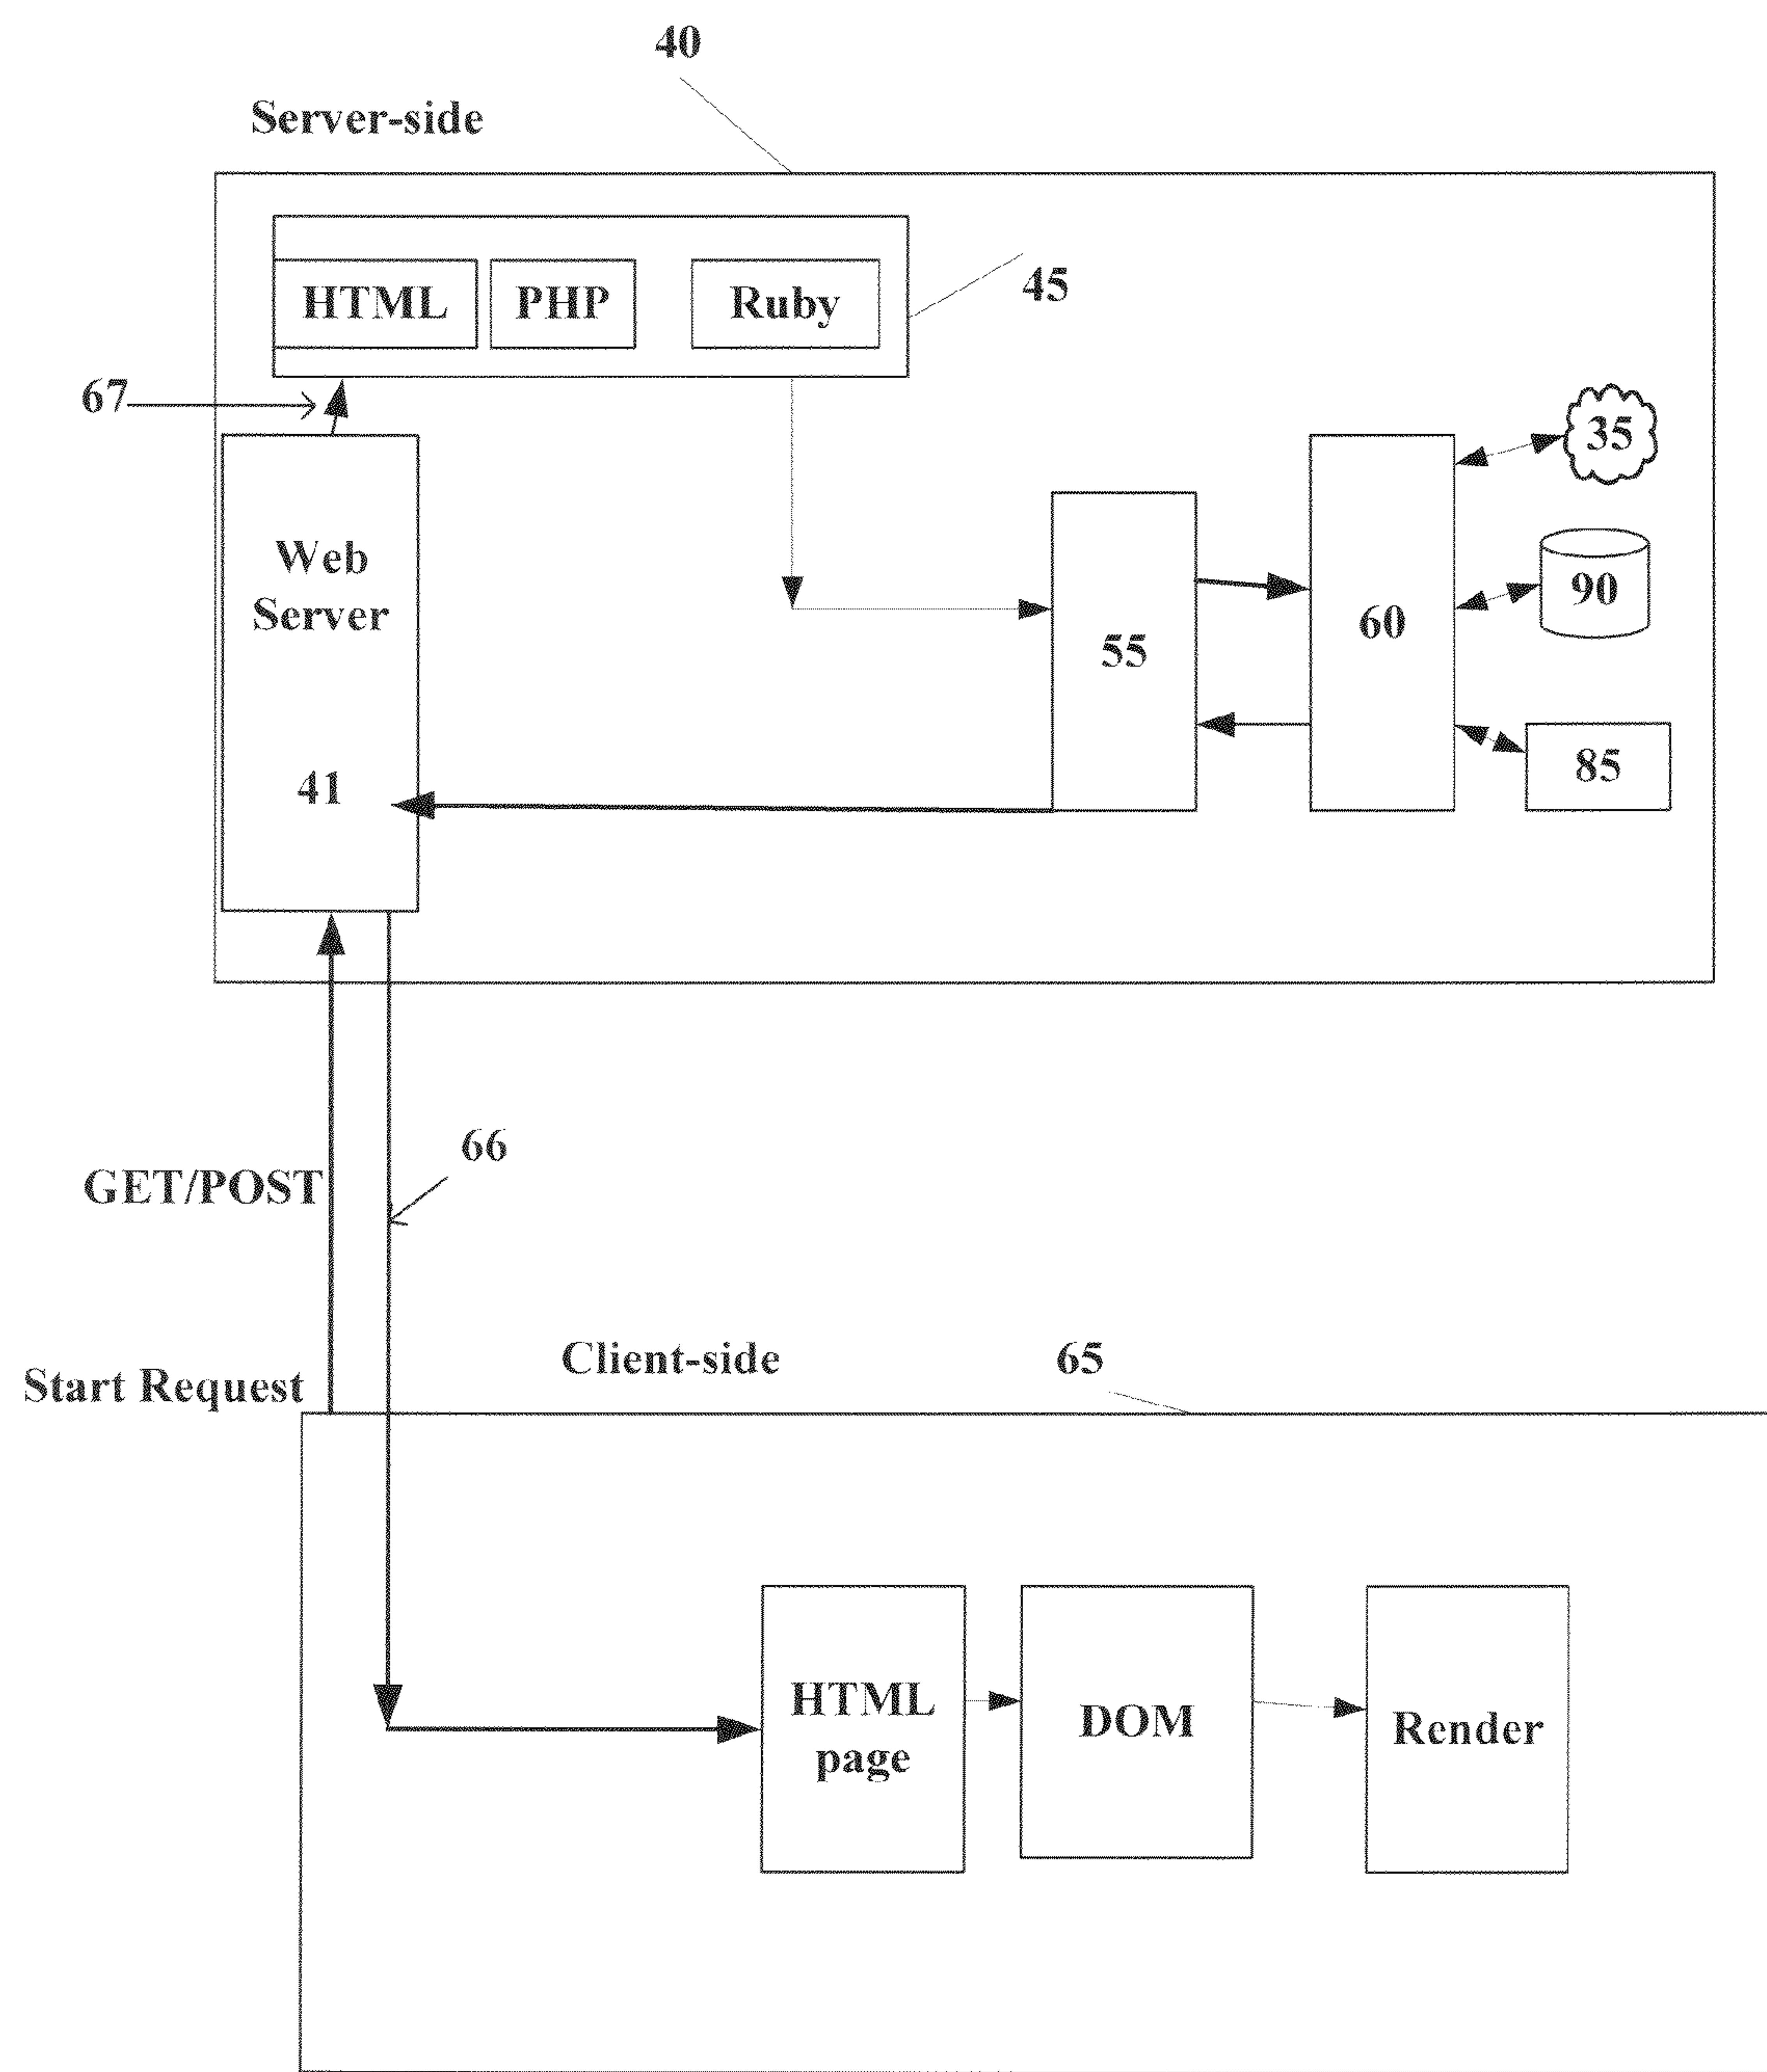 40
Server-side
HTML
PHP
Ruby
45
67
35
Web
Server
90
60
55
85
41
66
GET/POST
Client-side
65
Start Request
HTML
page
DOM
Render